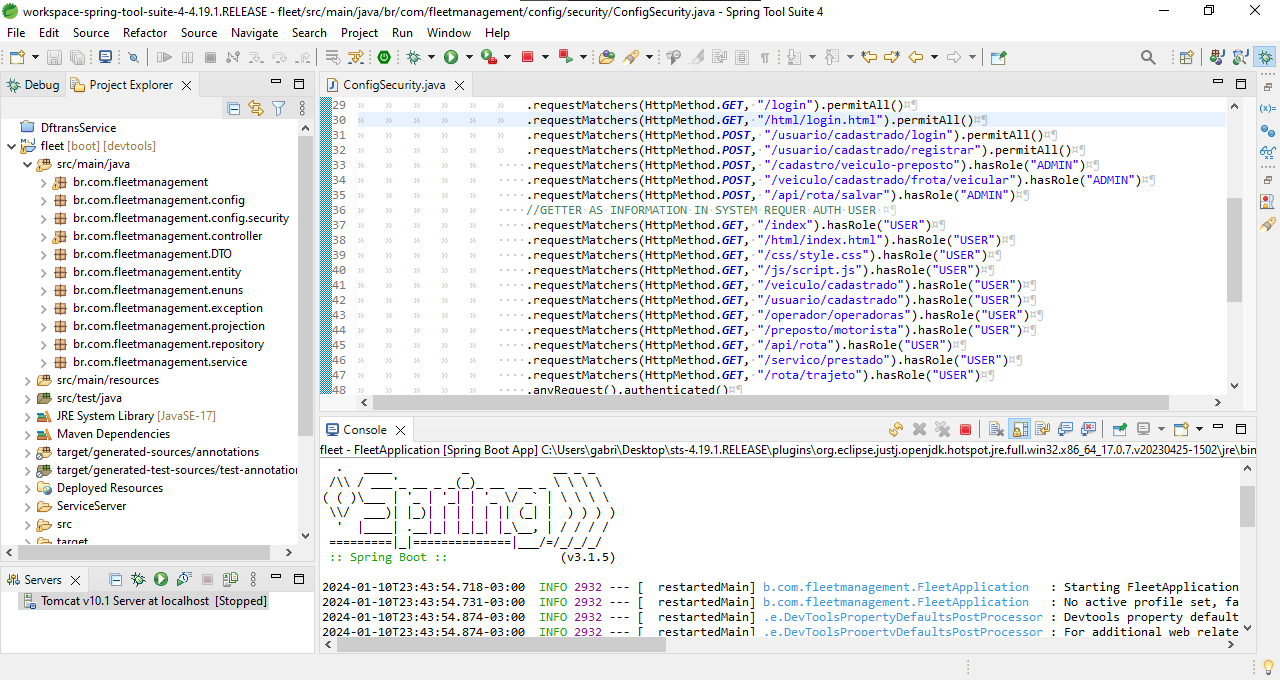 workspace-spring-tool-suite-4-4.19.1.RELEASE - fleet/src/main/java/br/com/fleetmanagement/config/security/ConfigSecurity.java - Spring Tool Suite 4
File Edit Source Refactor Source Navigate Search Project Run Window Help
Debug Project Explorer
DftransService
fleet [boot] [devtools]
src/main/java
br.com.fleetmanagement
br.com.fleetmanagement.config
br.com.fleetmanagement.config.security
br.com.fleetmanagement.controller
br.com.fleetmanagement.DTO
br.com.fleetmanagement.entity
br.com.fleetmanagement.enuns
br.com.fleetmanagement.exception
br.com.fleetmanagement.projection
br.com.fleetmanagement.repository
br.com.fleetmanagement.service
src/main/resources
src/test/java
JRE System Library [JavaSE-17]
Maven Dependencies
target/generated-sources/annotations
target/generated-test-sources/test-annotation
Deployed Resources
ServiceServer
src
target
Servers
Tomcat v10.1 Server at localhost [Stopped]
ConfigSecurity.java
29 .requestMatchers(HttpMethod.GET, "/login").permitAll()
30 .requestMatchers(HttpMethod.GET, "/html/login.html").permitAll()
31 .requestMatchers(HttpMethod.POST, "/usuario/cadastrado/login").permitAll()
32 .requestMatchers(HttpMethod.POST, "/usuario/cadastrado/registrar").permitAll()
33 .requestMatchers(HttpMethod.POST, "/cadastro/veiculo-preposto").hasRole("ADMIN")
34 .requestMatchers(HttpMethod.POST, "/veiculo/cadastrado/frota/veicular").hasRole("ADMIN")
35 .requestMatchers(HttpMethod.POST, "/api/rota/salvar").hasRole("ADMIN")
36 //GETTER AS INFORMATION IN SYSTEM REQUER AUTH USER
37 .requestMatchers(HttpMethod.GET, "/index").hasRole("USER")
38 .requestMatchers(HttpMethod.GET, "/html/index.html").hasRole("USER")
39 .requestMatchers(HttpMethod.GET, "/css/style.css").hasRole("USER")
40 .requestMatchers(HttpMethod.GET, "/js/script.js").hasRole("USER")
41 .requestMatchers(HttpMethod.GET, "/veiculo/cadastrado").hasRole("USER")
42 .requestMatchers(HttpMethod.GET, "/usuario/cadastrado").hasRole("USER")
43 .requestMatchers(HttpMethod.GET, "/operador/operadoras").hasRole("USER")
44 .requestMatchers(HttpMethod.GET, "/preposto/motorista").hasRole("USER")
45 .requestMatchers(HttpMethod.GET, "/api/rota").hasRole("USER")
46 .requestMatchers(HttpMethod.GET, "/servico/prestado").hasRole("USER")
47 .requestMatchers(HttpMethod.GET, "/rota/trajeto").hasRole("USER")
48 .anyRequest().authenticated()
Console
fleet - FleetApplication [Spring Boot App] C:\Users\gabri\Desktop\sts-4.19.1.RELEASE\plugins\org.eclipse.justj.openjdk.hotspot.jre.full.win32.x86_64_17.0.7.v20230425-1502\jre\bin
:: Spring Boot :: (v3.1.5)
2024-01-10T23:43:54.718-03:00 INFO 2932 --- [ restartedMain] b.com.fleetmanagement.FleetApplication : Starting FleetApplication
2024-01-10T23:43:54.731-03:00 INFO 2932 --- [ restartedMain] b.com.fleetmanagement.FleetApplication : No active profile set, fa
2024-01-10T23:43:54.874-03:00 INFO 2932 --- [ restartedMain] .e.DevToolsPropertyDefaultsPostProcessor : Devtools property default
2024-01-10T23:43:54.874-03:00 INFO 2932 --- [ restartedMain] .e.DevToolsPropertyDefaultsPostProcessor : For additional web relate